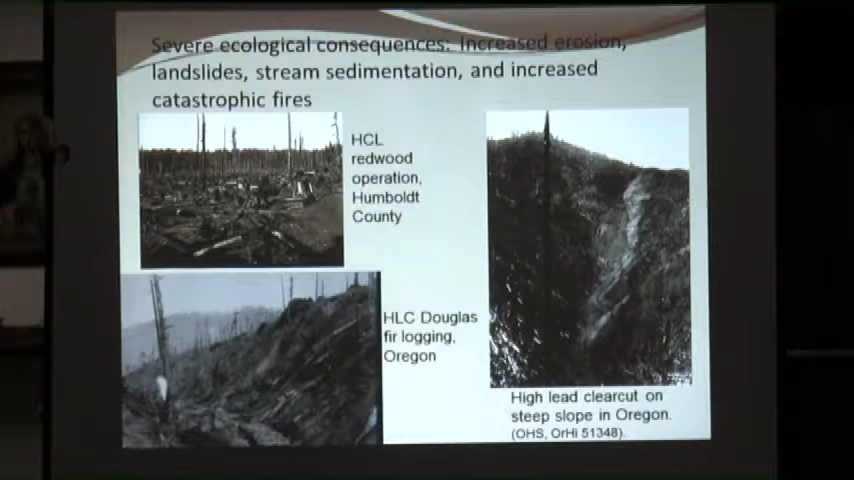 Severe ecological consequences: Increased erosion,
landslides, stream sedimentation, and increased
catastrophic fires
HCL
redwood
operation,
Humboldt
County
HLC Douglas
fir logging,
Oregon
High lead clearcut on
steep slope in Oregon.
(OHS, OrHi 51348).